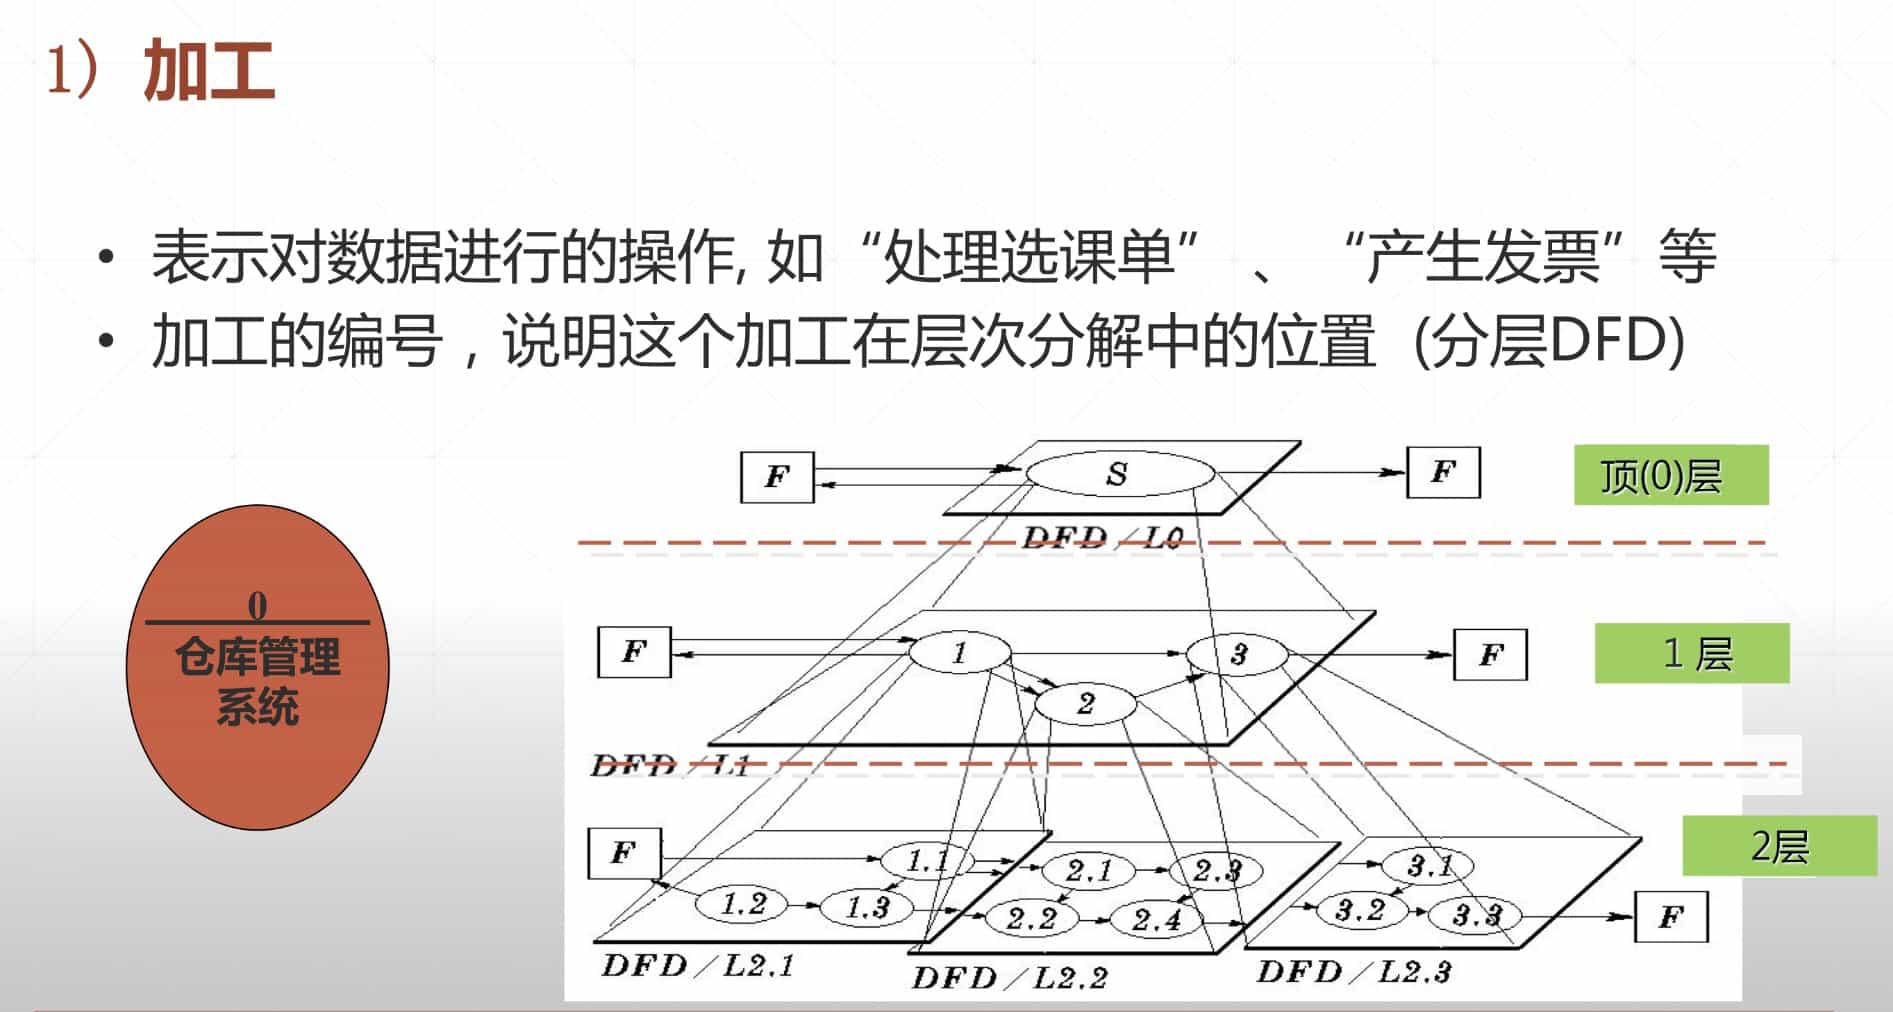 1）加工
• 表示对数据进行的操作, 如“处理选课单”、“产生发票”等
• 加工的编号，说明这个加工在层次分解中的位置 (分层DFD)
F
S
F
顶(0)层
DFD／L0
0
仓库管理
系统
F
1
3
F
1 层
2
DFD／L1
F
1.1
2.1
2.3
3.1
2层
1.2
1.3
2.2
2.4
3.2
3.3
F
DFD／L2.1
DFD／L2.2
DFD／L2.3